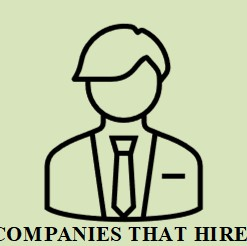 COMPANIES THAT HIRE